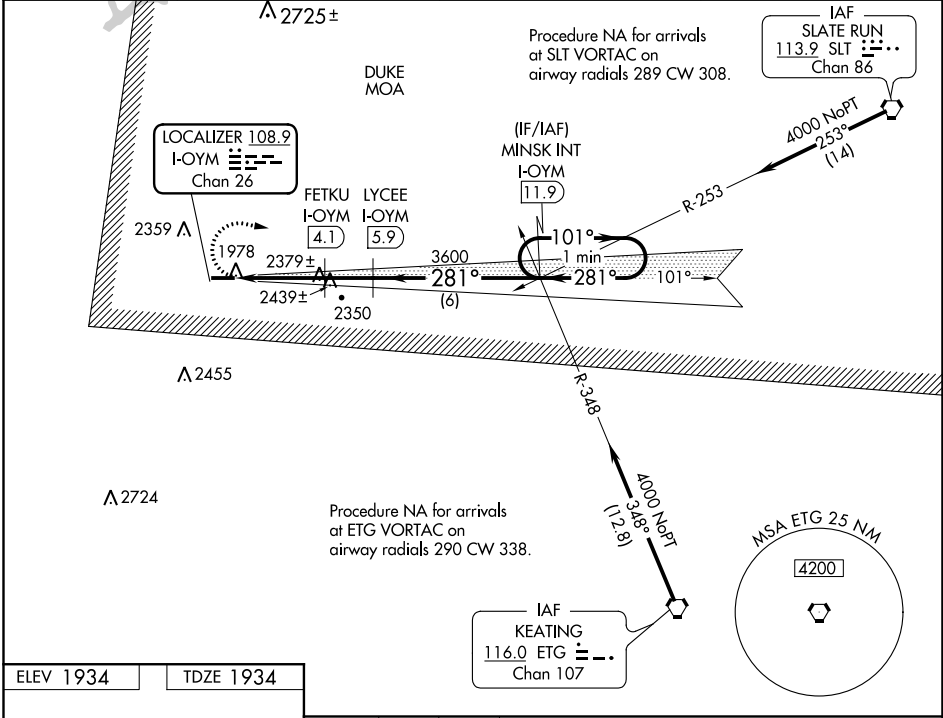 2725±
Procedure NA for arrivals
at SLT VORTAC on
airway radials 289 CW 308.
IAF
SLATE RUN
113.9 SLT
Chan 86
DUKE
MOA
4000 NoPT
253°
(14)
LOCALIZER 108.9
I-OYM
Chan 26
(IF/IAF)
MINSK INT
I-OYM
11.9
FETKU
I-OYM
4.1
LYCEE
I-OYM
5.9
R-253
2359
1978
2379±
2439±
2350
3600
281°
(6)
101°
1 min
281°
101°
2455
R-348
2724
4000 NoPT
348°
(12.8)
Procedure NA for arrivals
at ETG VORTAC on
airway radials 290 CW 338.
MSA ETG 25 NM
4200
IAF
KEATING
116.0 ETG
Chan 107
ELEV 1934
TDZE 1934